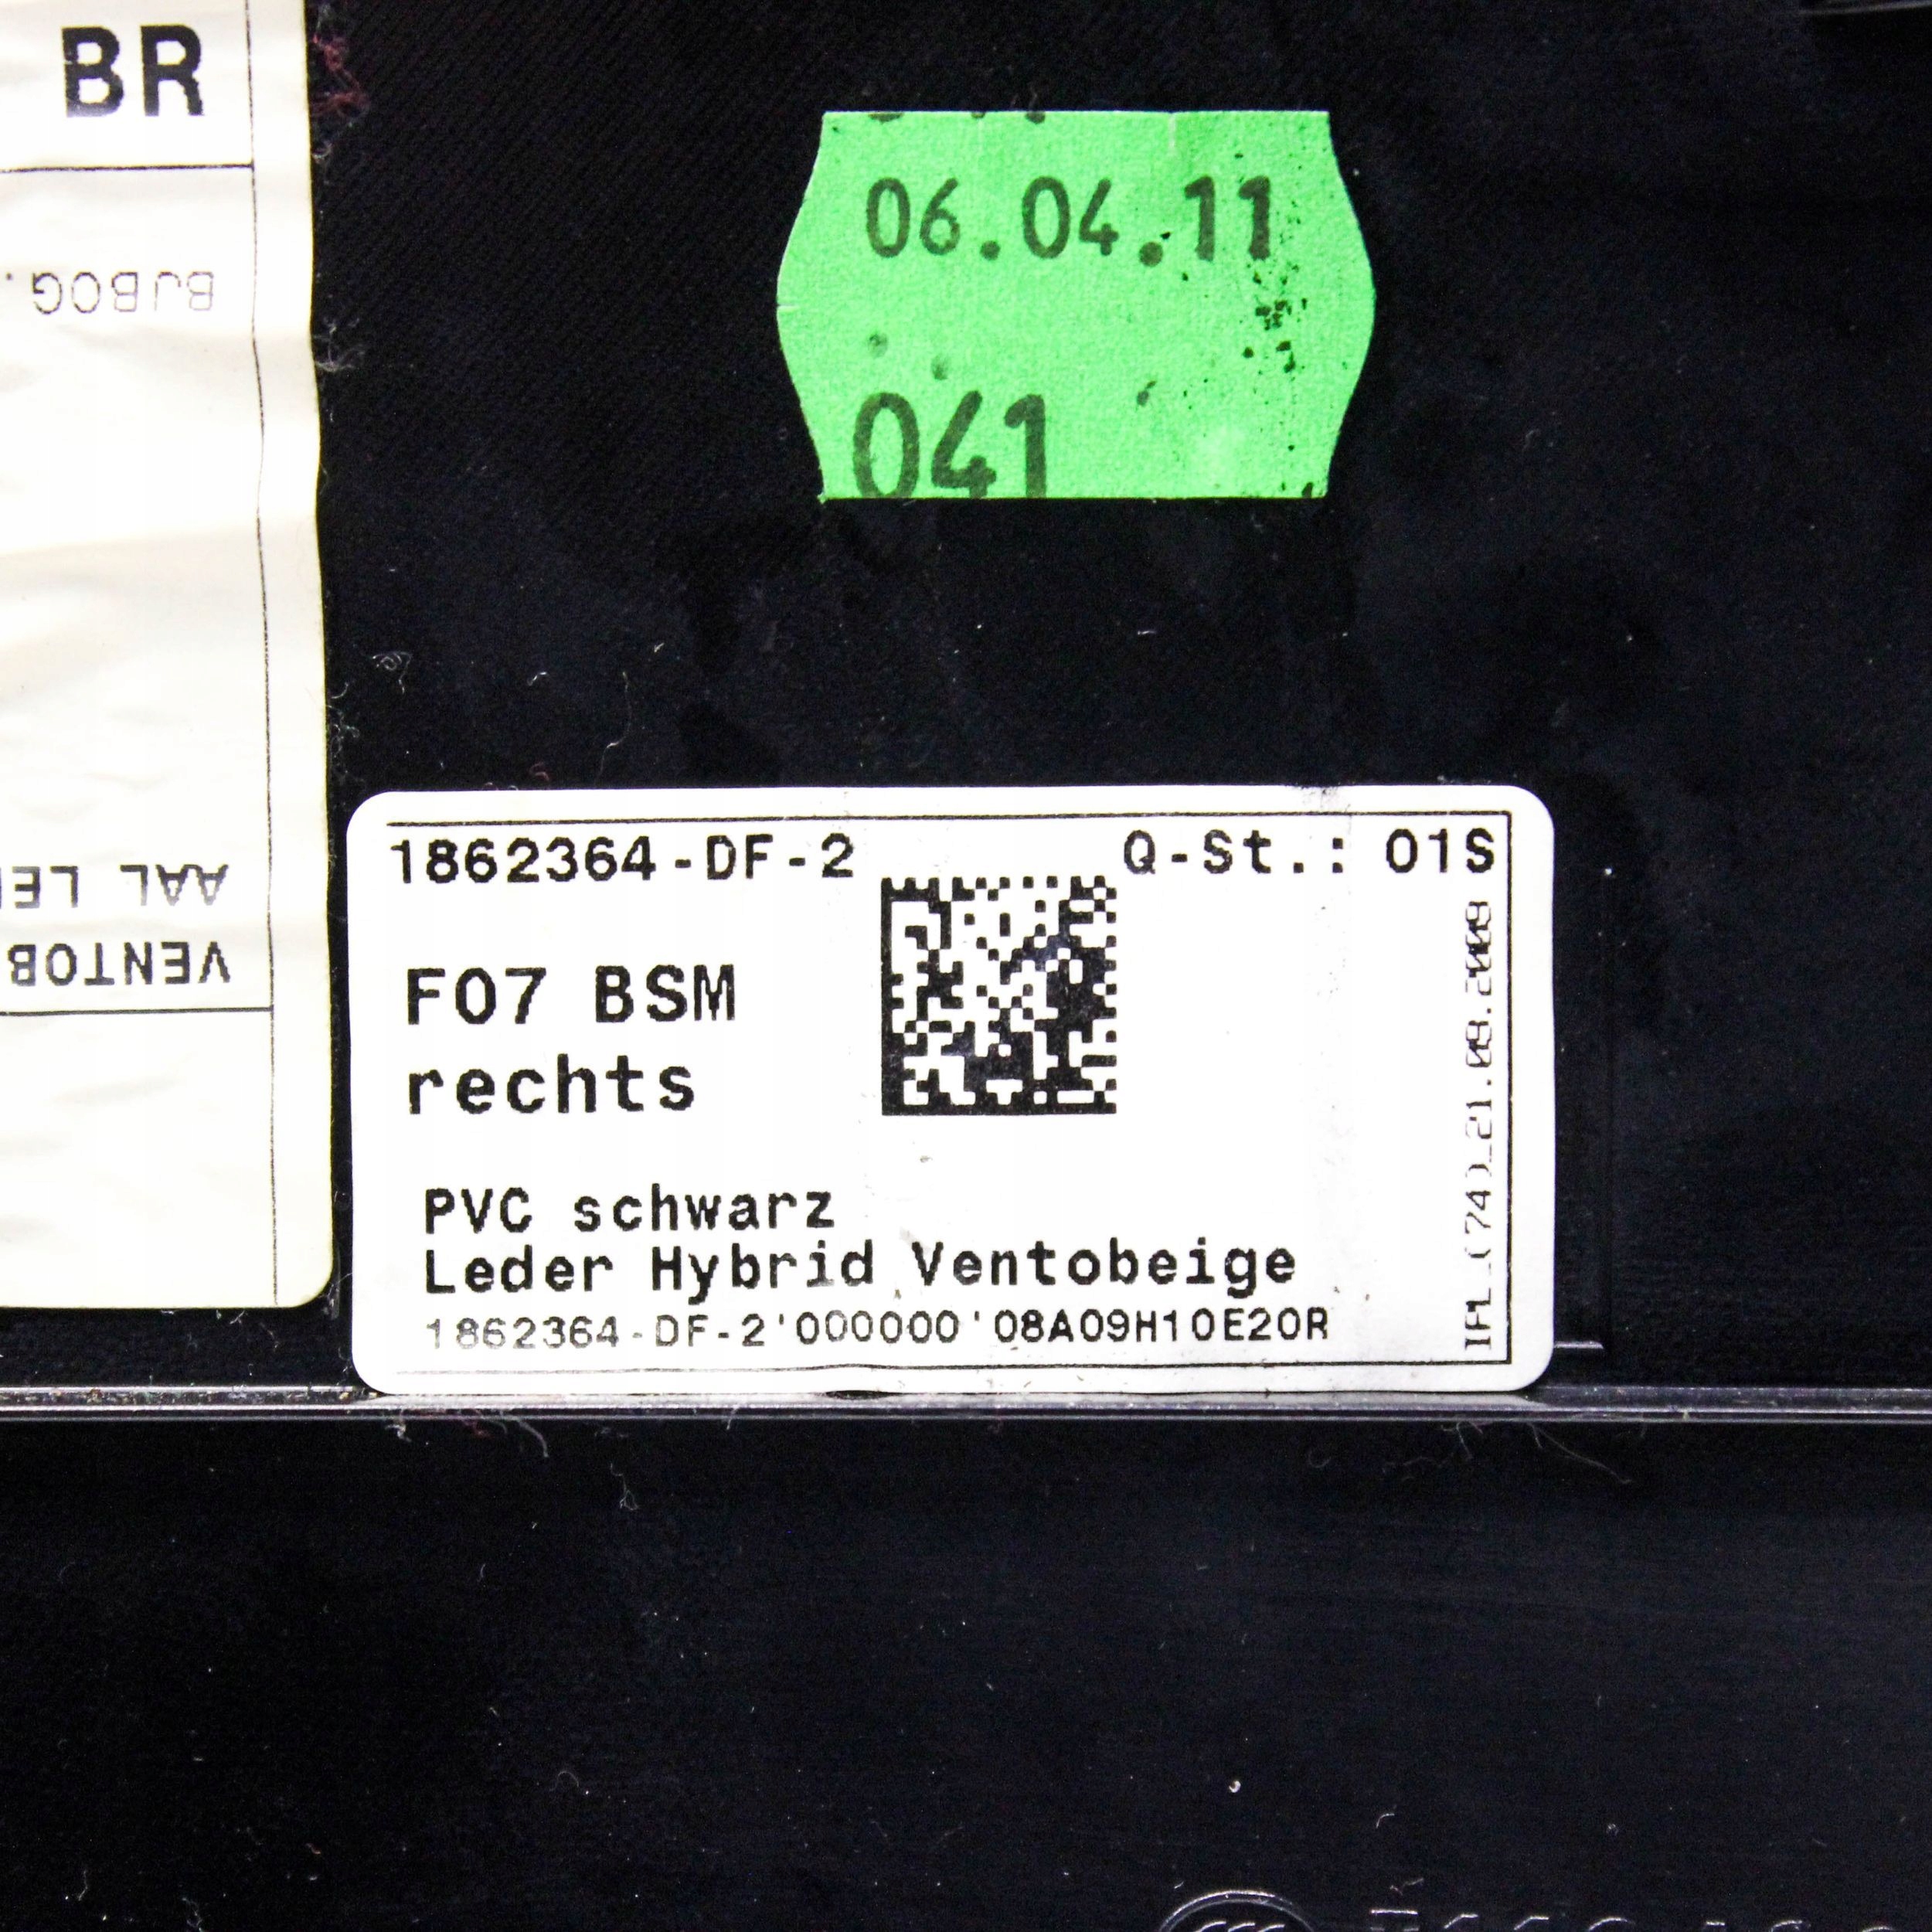 BR
BJBOG.
AAL LE
VENTOB
06.04.11
041
1862364-DF-2 Q-St.: 01S
F07 BSM
rechts
PVC schwarz
Leder Hybrid Ventobeige
1862364-DF-2'000000'08A09H10E20R